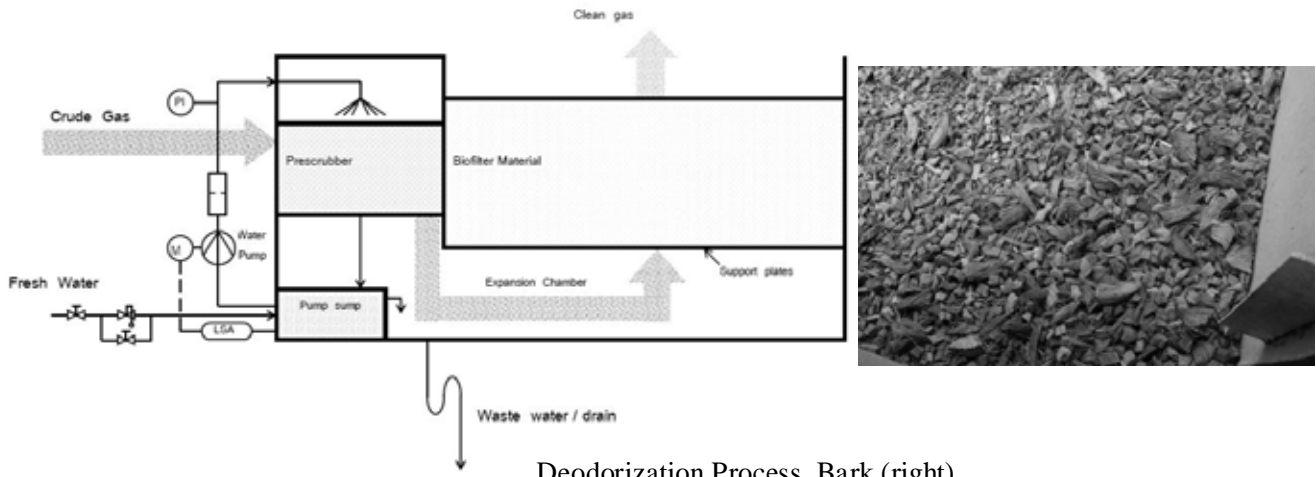 Clean gas
PI
Crude Gas
Prescrubber
Biofilter Material
Water
Pump
M
Support plates
Fresh Water
Expansion Chamber
Pump sump
LSA
Waste water / drain
Deodorization Process, Bark (right)